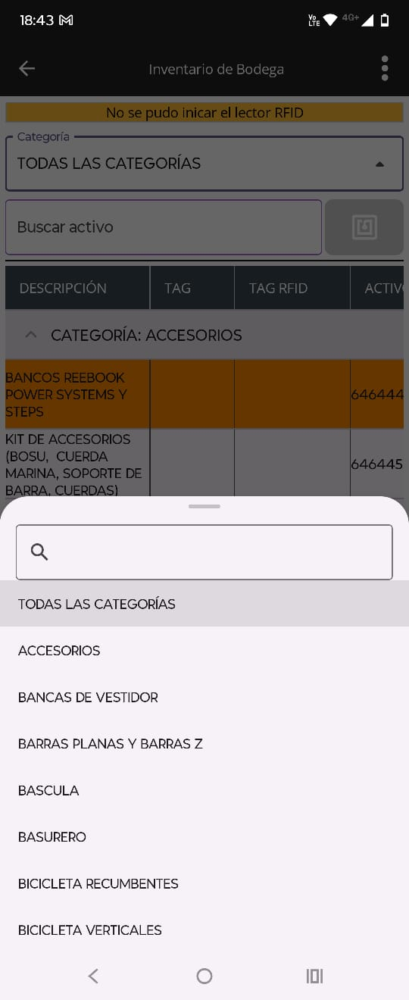 18:43
Vo LTE 4G+
Inventario de Bodega
No se pudo inicar el lector RFID
Categoría
TODAS LAS CATEGORÍAS
Buscar activo
DESCRIPCIÓN TAG TAG RFID ACTIVO
CATEGORÍA: ACCESORIOS
BANCOS REEBOOK
POWER SYSTEMS Y
STEPS
646444
KIT DE ACCESORIOS
(BOSU, CUERDA
MARINA, SOPORTE DE
BARRA, CUERDAS)
646445
TODAS LAS CATEGORÍAS
ACCESORIOS
BANCAS DE VESTIDOR
BARRAS PLANAS Y BARRAS Z
BASCULA
BASURERO
BICICLETA RECUMBENTES
BICICLETA VERTICALES